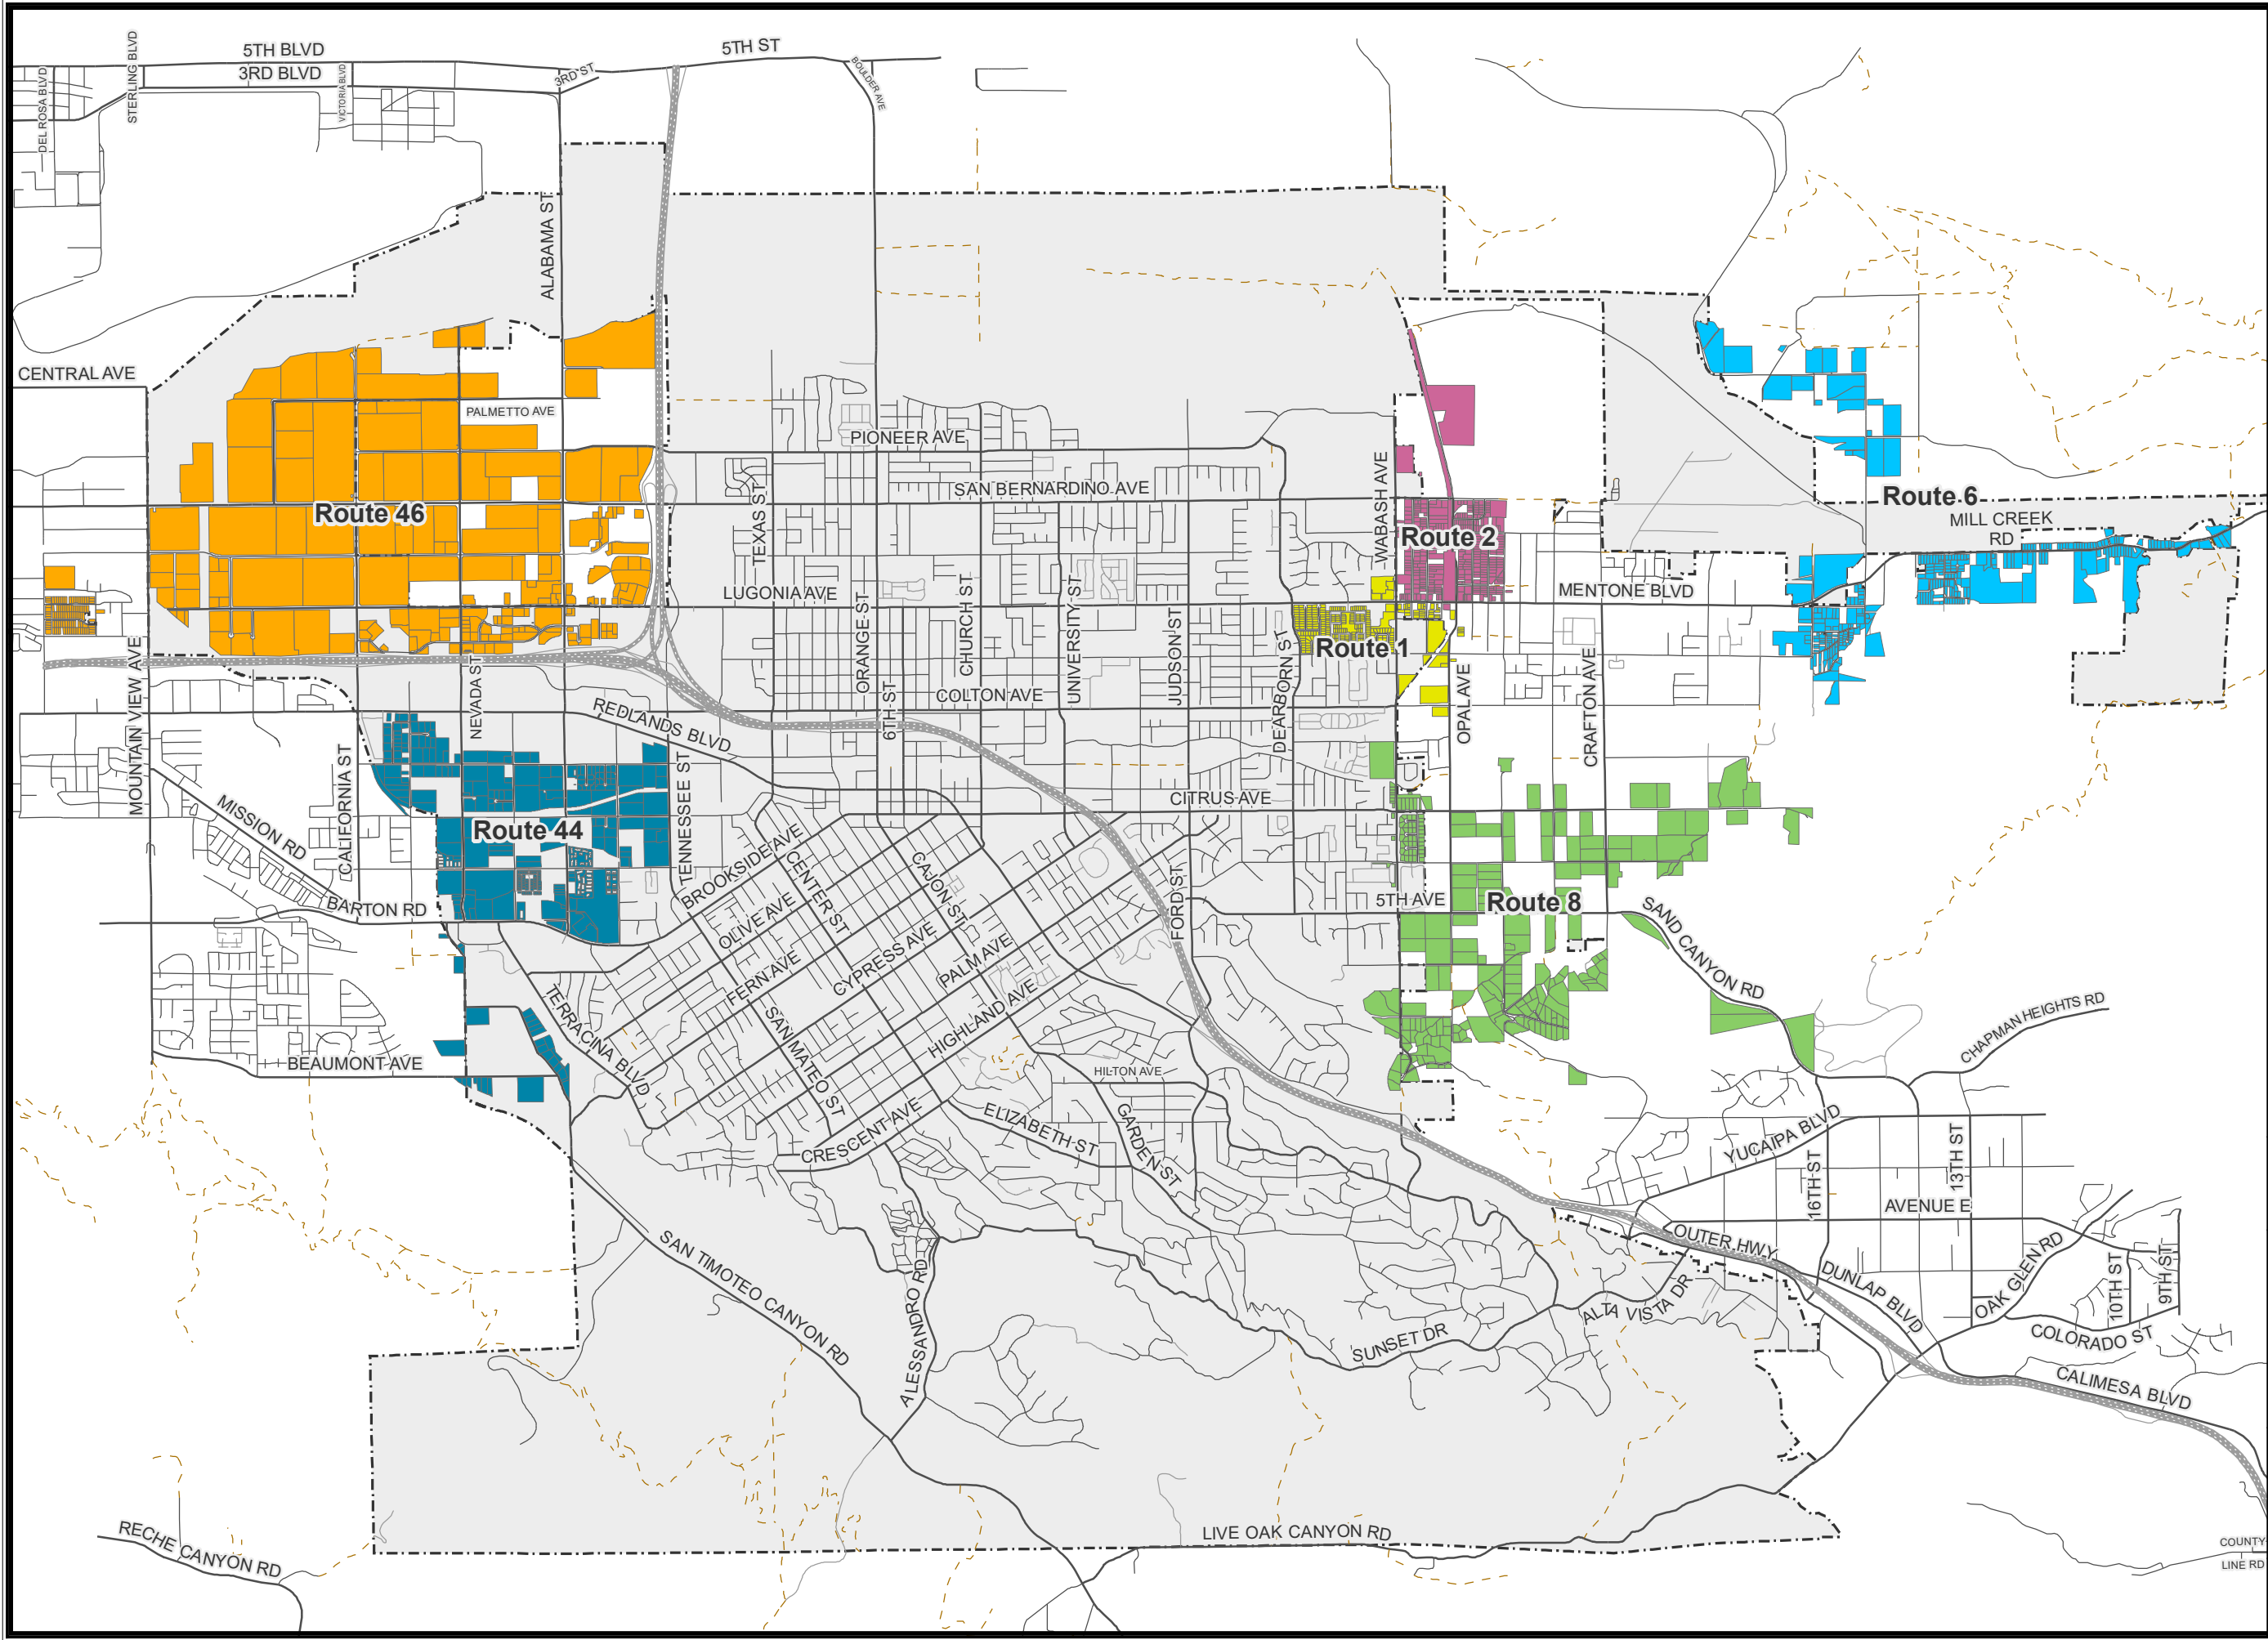 5TH BLVD
5TH ST
3RD BLVD
3RD ST
STERLING BLVD
DEL ROSA BLVD
VICTORIA BLVD
BOULDER AVE
ALABAMA ST
CENTRAL AVE
PALMETTO AVE
PIONEER AVE
SAN BERNARDINO AVE
WABASH AVE
TEXAS ST
Route 46
Route 6
MILL CREEK
RD
Route 2
LUGONIA AVE
MENTONE BLVD
ORANGE ST
CHURCH ST
UNIVERSITY ST
JUDSON ST
DEARBORN ST
Route 1
MOUNTAIN VIEW AVE
NEVADA ST
COLTON AVE
6TH ST
OPAL AVE
CRAFTON AVE
REDLANDS BLVD
CALIFORNIA ST
TENNESSEE ST
CITRUS AVE
MISSION RD
Route 44
BROOKSIDE AVE
CENTER ST
CAJON ST
BARTON RD
OLIVE AVE
FORD ST
5TH AVE
Route 8
SAND CANYON RD
FERN AVE
CYPRESS AVE
PALM AVE
TERRACINA BLVD
SAN MATEO ST
HIGHLAND AVE
CHAPMAN HEIGHTS RD
BEAUMONT AVE
HILTON AVE
CRESCENT AVE
ELIZABETH ST
GARDEN ST
YUCAIPA BLVD
16TH ST
13TH ST
AVENUE E
SAN TIMOTEO CANYON RD
ALESSANDRO RD
OUTER HWY
DUNLAP BLVD
OAK GLEN RD
10TH ST
9TH ST
SUNSET DR
ALTA VISTA DR
COLORADO ST
CALIMESA BLVD
RECHE CANYON RD
LIVE OAK CANYON RD
COUNTY
LINE RD